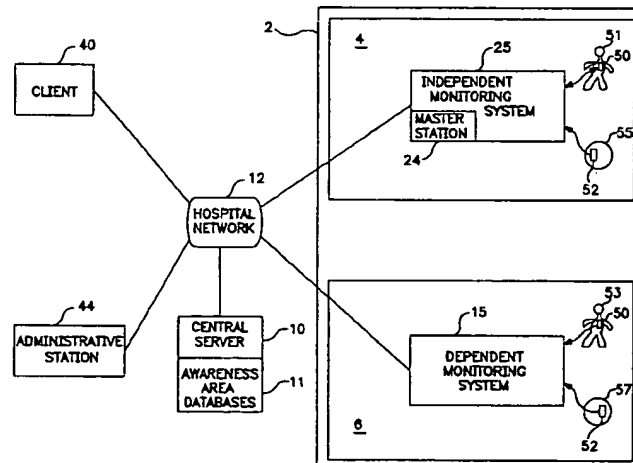 40
CLIENT
12
HOSPITAL
NETWORK
44
ADMINISTRATIVE
STATION
CENTRAL
SERVER
10
AWARENESS
AREA
DATABASES
11
2
4
25
INDEPENDENT
MONITORING
SYSTEM
MASTER
STATION
24
51
50
55
52
15
DEPENDENT
MONITORING
SYSTEM
53
50
57
52
6